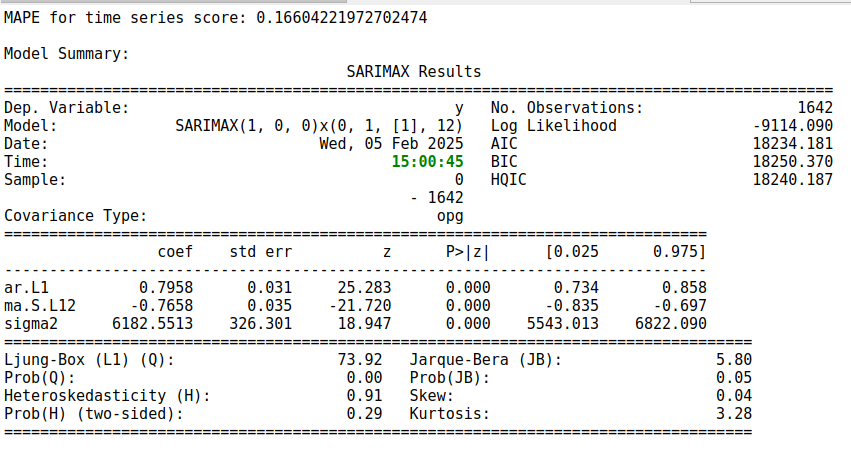 MAPE for time series score: 0.16604221972702474
Model Summary:
SARIMAX Results
==============================================================================================
Dep. Variable: y No. Observations: 1642
Model: SARIMAX(1, 0, 0)x(0, 1, [1], 12) Log Likelihood -9114.090
Date: Wed, 05 Feb 2025 AIC 18234.181
Time: 15:00:45 BIC 18250.370
Sample: 0 HQIC 18240.187
- 1642
Covariance Type: opg
==============================================================================
coef std err z P>|z| [0.025 0.975]
------------------------------------------------------------------------------
ar.L1 0.7958 0.031 25.283 0.000 0.734 0.858
ma.S.L12 -0.7658 0.035 -21.720 0.000 -0.835 -0.697
sigma2 6182.5513 326.301 18.947 0.000 5543.013 6822.090
===================================================================================
Ljung-Box (L1) (Q): 73.92 Jarque-Bera (JB): 5.80
Prob(Q): 0.00 Prob(JB): 0.05
Heteroskedasticity (H): 0.91 Skew: 0.04
Prob(H) (two-sided): 0.29 Kurtosis: 3.28
===================================================================================